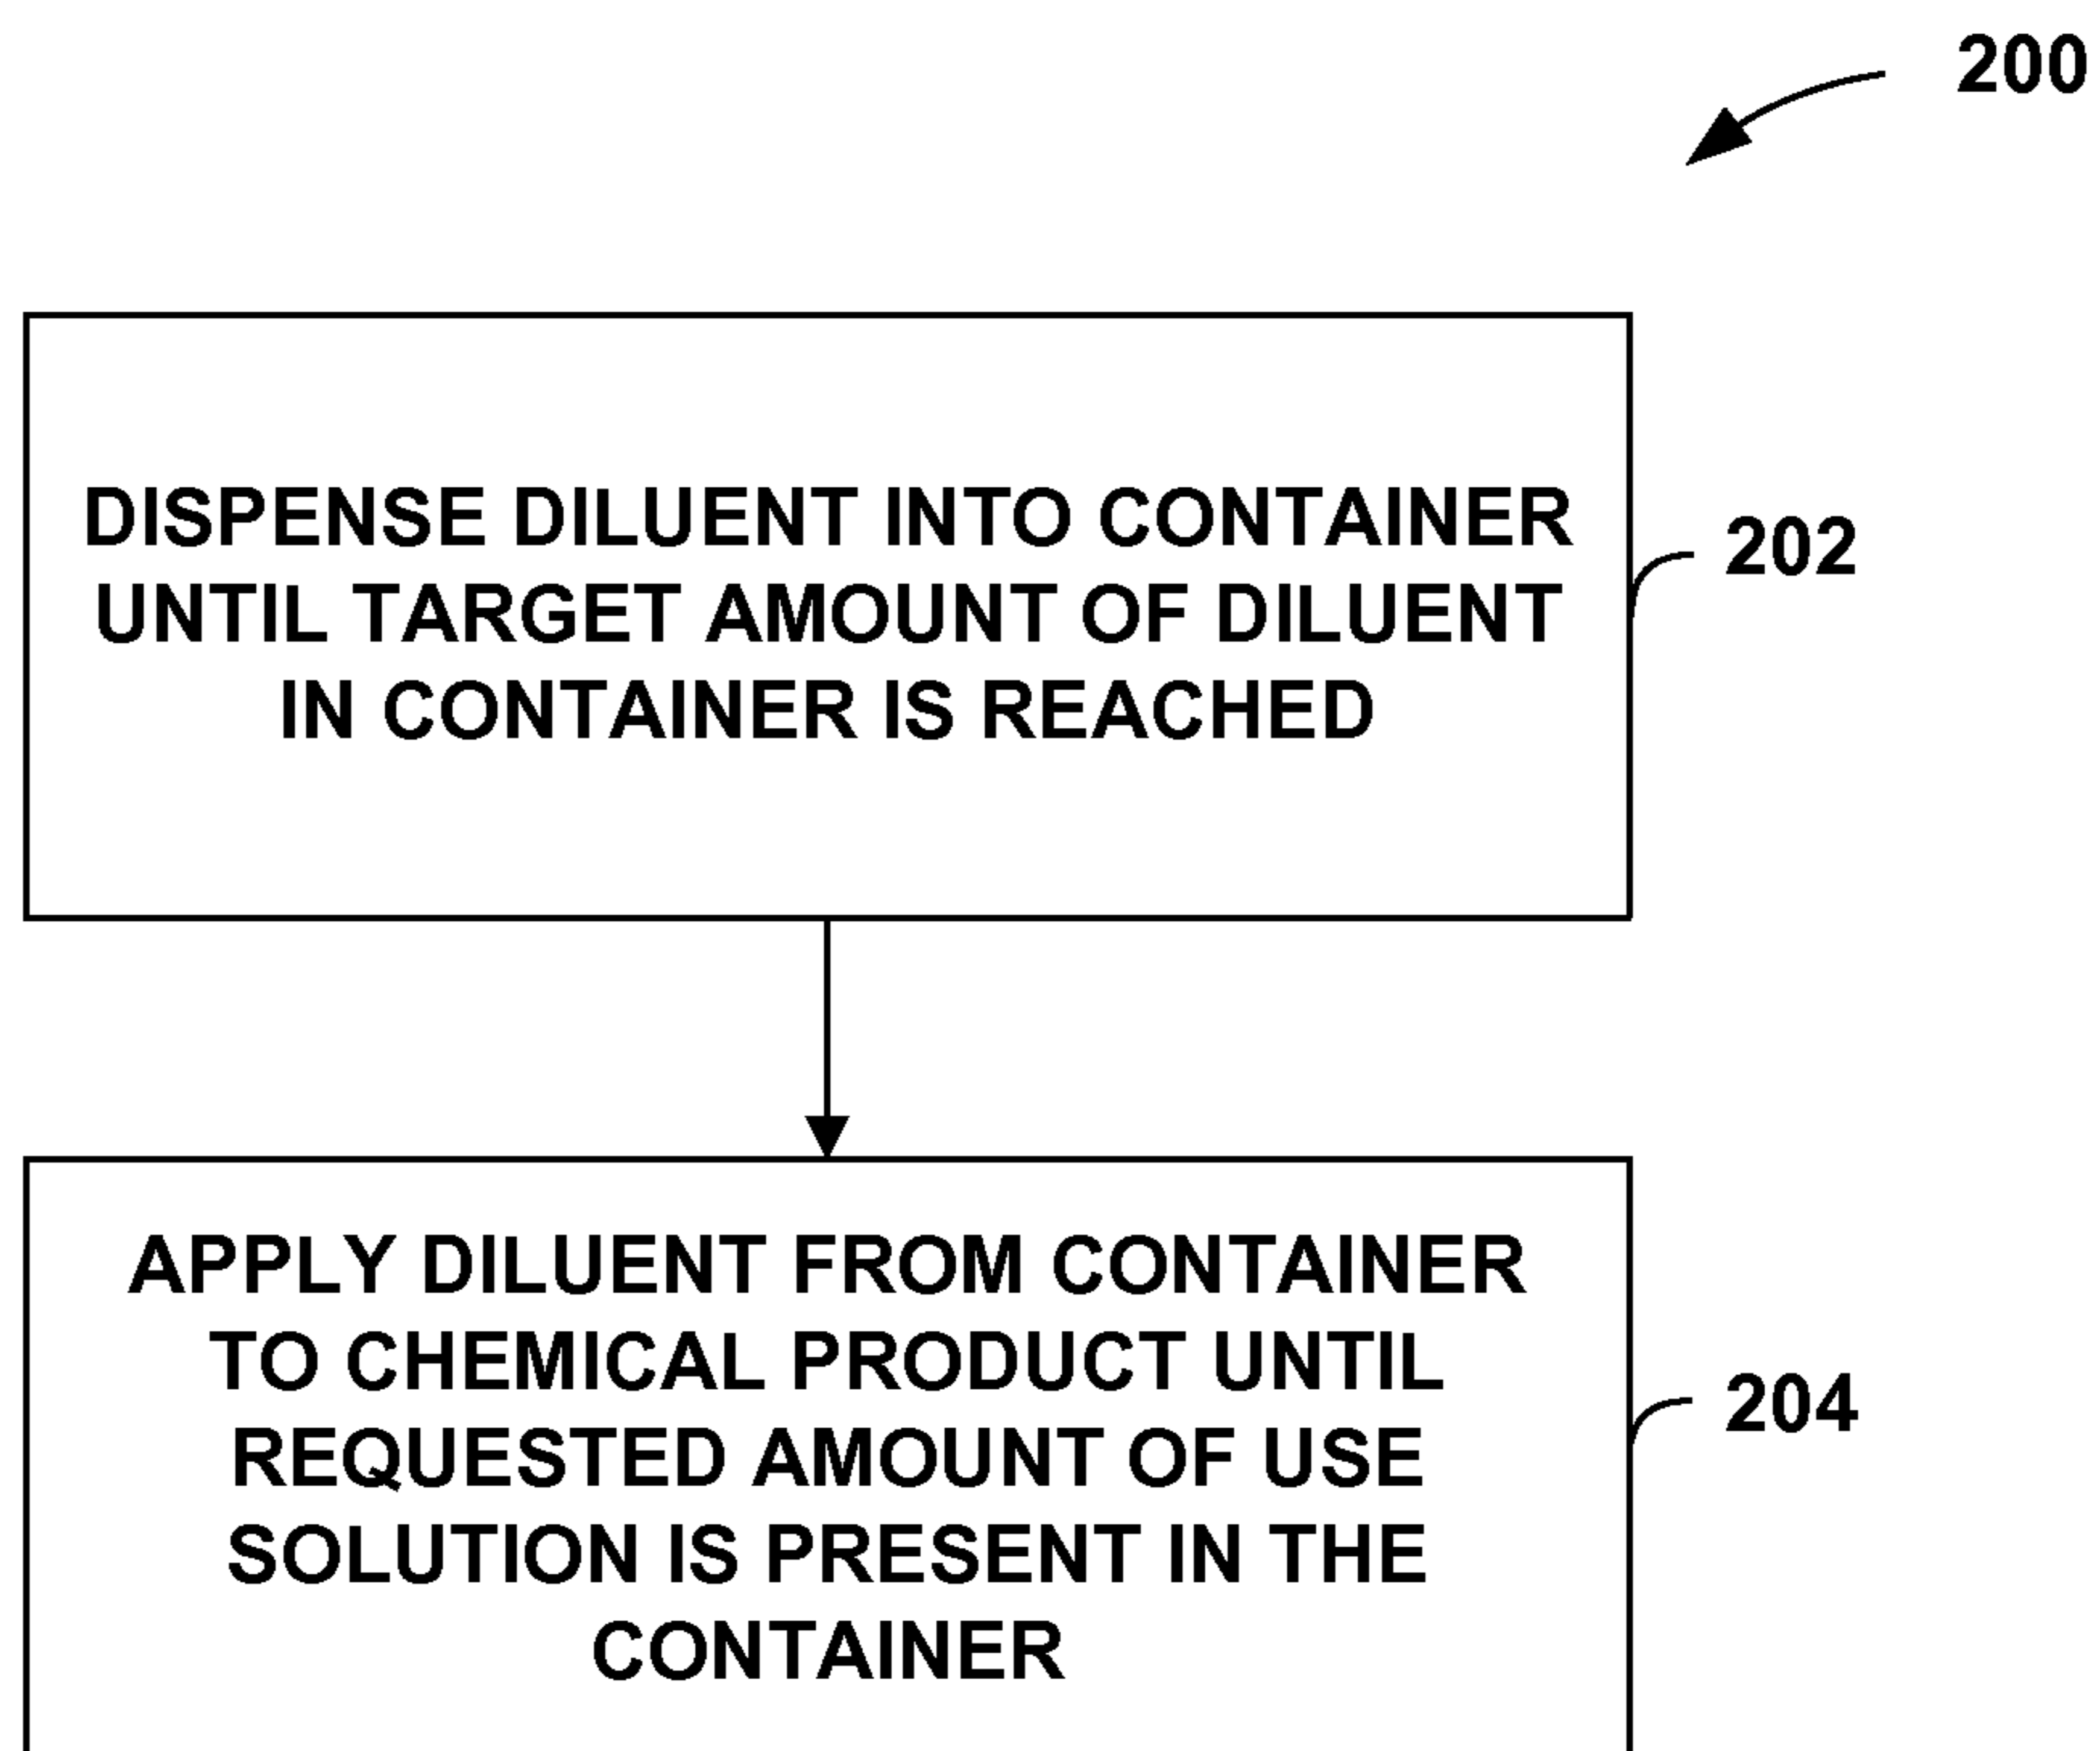 200
DISPENSE DILUENT INTO CONTAINER
UNTIL TARGET AMOUNT OF DILUENT
IN CONTAINER IS REACHED
202
APPLY DILUENT FROM CONTAINER
TO CHEMICAL PRODUCT UNTIL
REQUESTED AMOUNT OF USE
SOLUTION IS PRESENT IN THE
CONTAINER
204